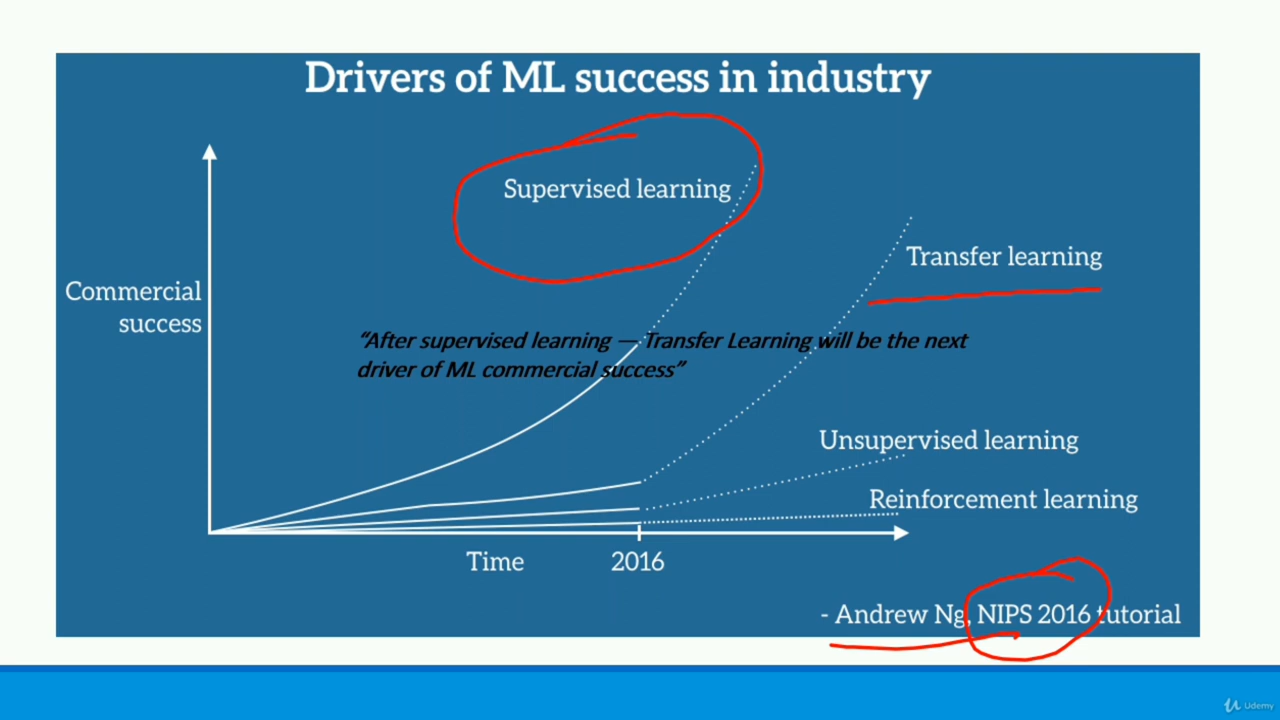 Drivers of ML success in industry
Supervised learning
Transfer learning
Commercial
success
“After supervised learning — Transfer Learning will be the next
driver of ML commercial success”
Unsupervised learning
Reinforcement learning
Time
2016
- Andrew Ng, NIPS 2016 tutorial
Udemy